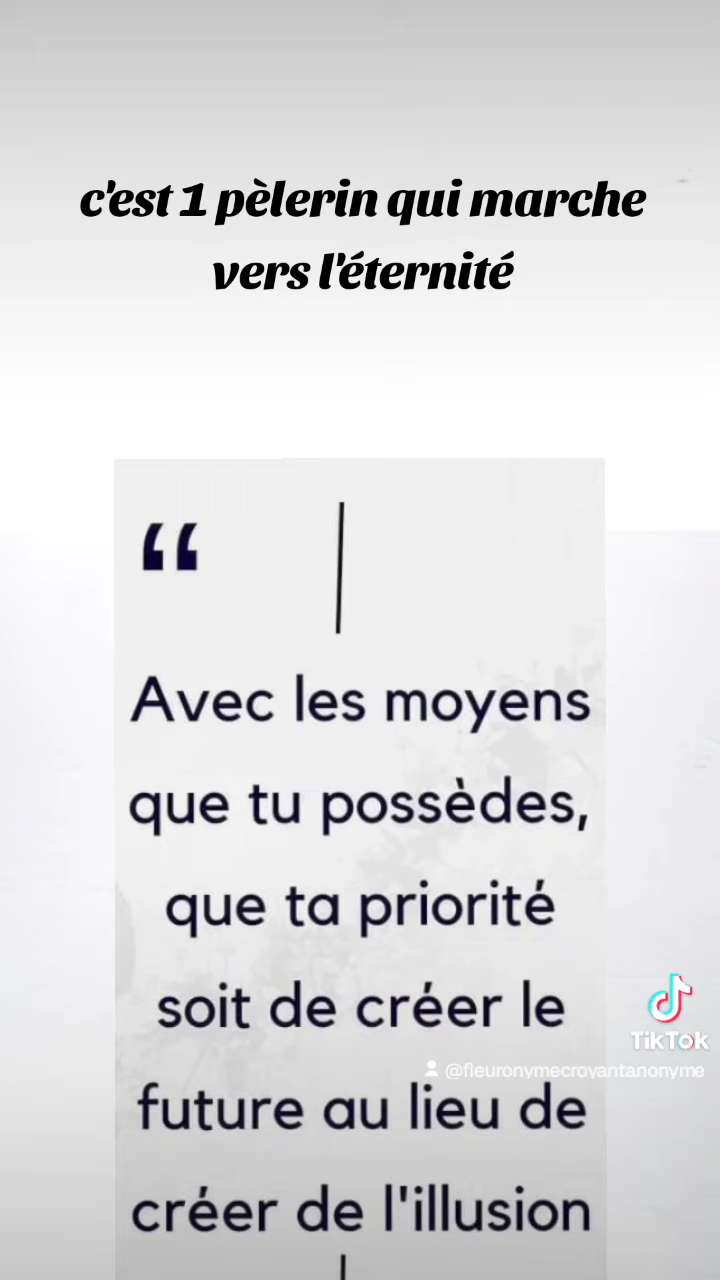 c'est 1 pèlerin qui marche
vers l'éternité
“
Avec les moyens
que tu possèdes,
que ta priorité
soit de créer le
future au lieu de
créer de l'illusion
TikTok
@fleuronymecroyantanonyme